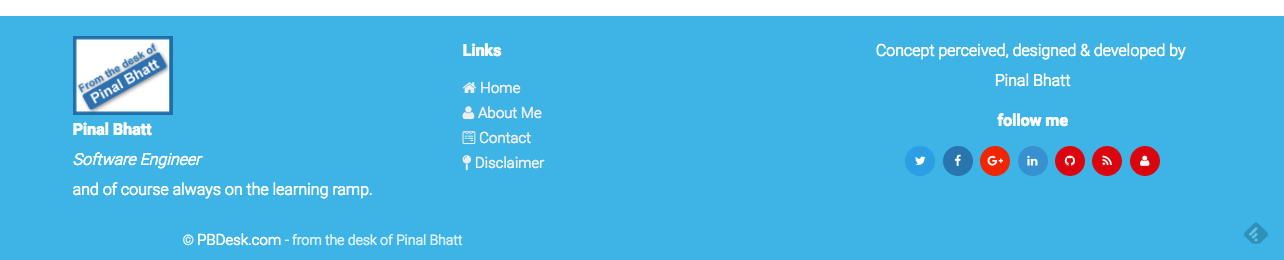 From the desk of
Pinal Bhatt
Pinal Bhatt
Software Engineer
and of course always on the learning ramp.
Links
Home
About Me
Contact
Disclaimer
Concept perceived, designed & developed by
Pinal Bhatt
follow me
© PBDesk.com - from the desk of Pinal Bhatt